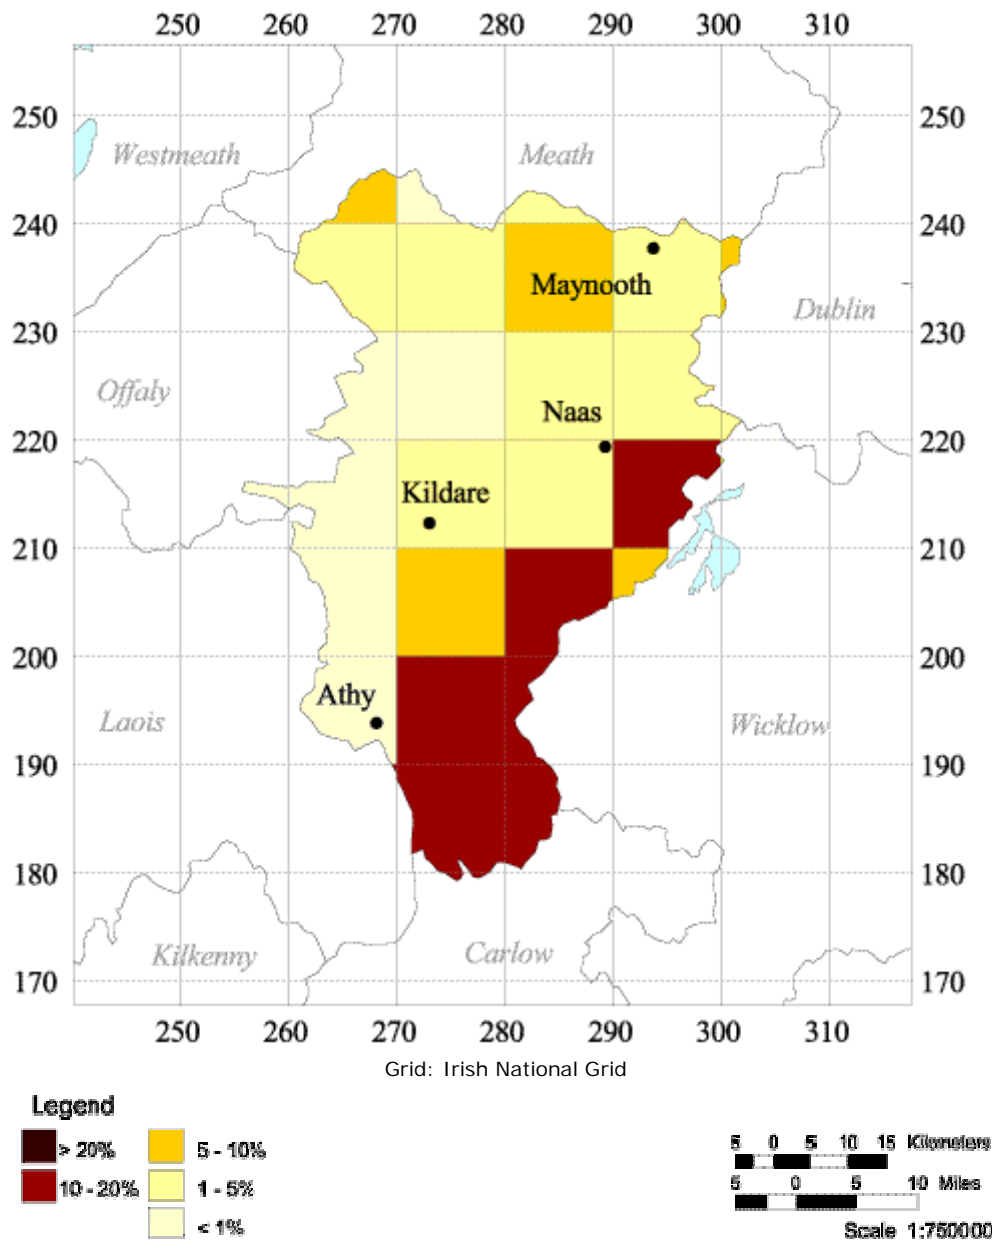 250 260 270 280 290 300 310
250 250
Westmeath Meath
240 240
Maynooth
Dublin
230 230
Offaly
Naas
220 220
Kildare
210 210
200 200
Athy
Laois Wicklow
190 190
180 180
Kilkenny Carlow
170 170
250 260 270 280 290 300 310
Grid: Irish National Grid
Legend
> 20% 5 - 10%
10 - 20% 1 - 5%
< 1%
5 0 5 10 15 Kilometers
5 0 5 10 Miles
Scale 1:750000